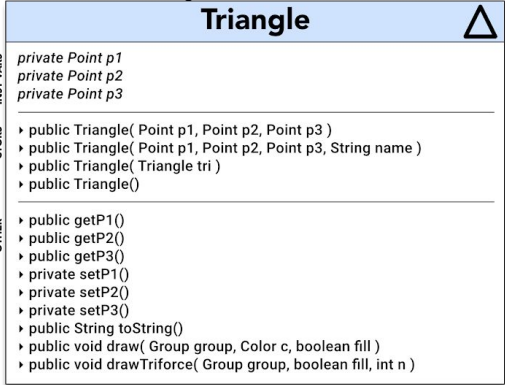 Triangle
private Point p1
private Point p2
private Point p3
public Triangle( Point p1, Point p2, Point p3 )
public Triangle( Point p1, Point p2, Point p3, String name )
public Triangle( Triangle tri )
public Triangle()
public getP1()
public getP2()
public getP3()
private setP1()
private setP2()
private setP3()
public String toString()
public void draw( Group group, Color c, boolean fill )
public void drawTriforce( Group group, boolean fill, int n )